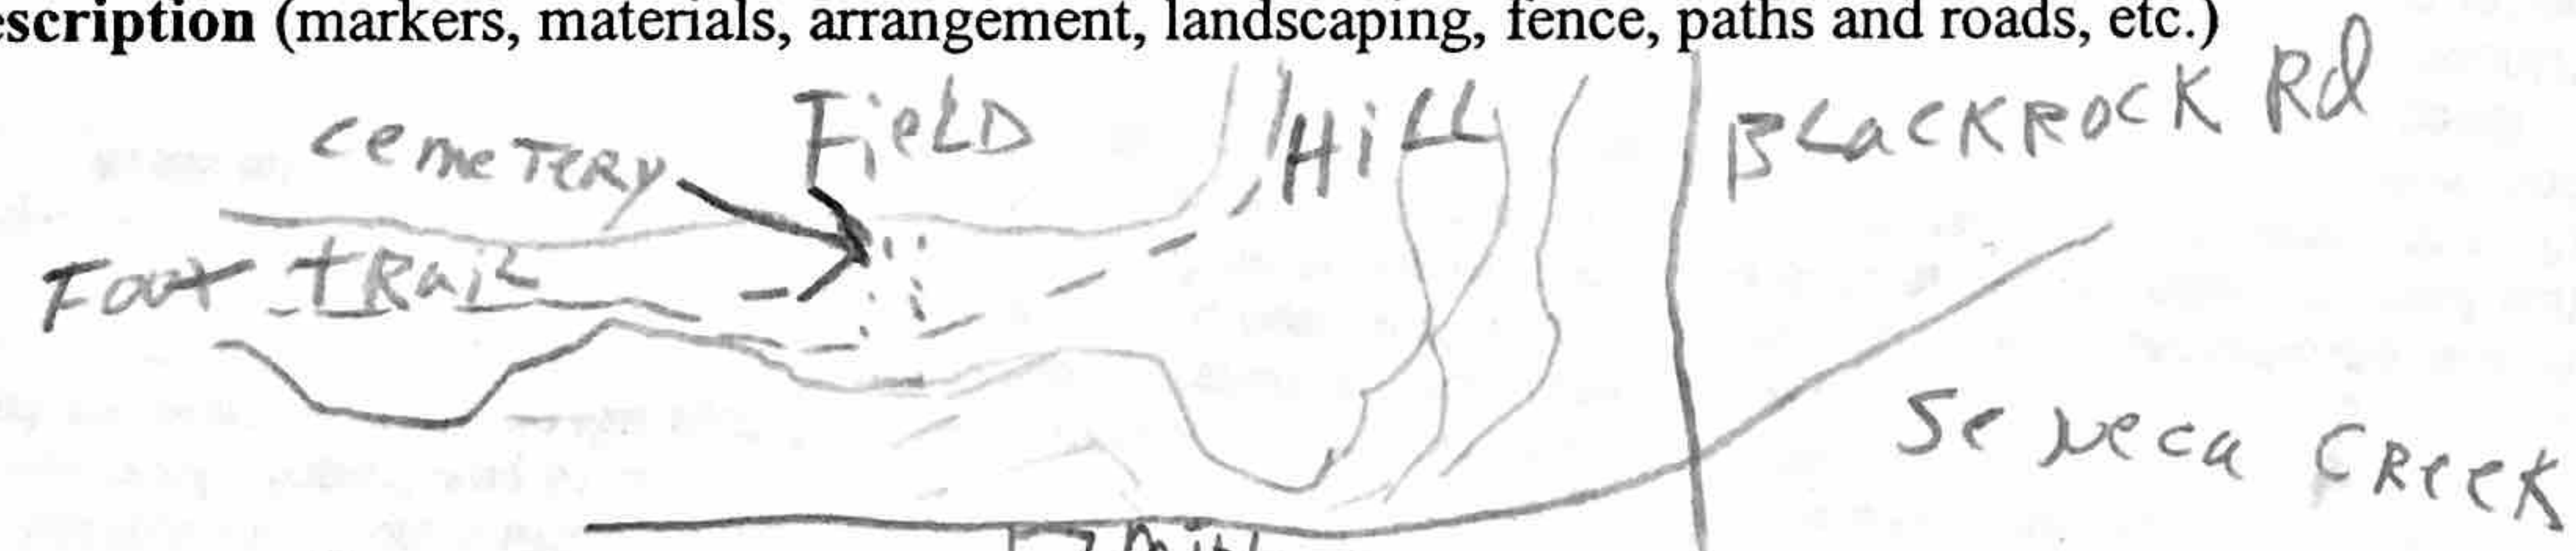 escription (markers, materials, arrangement, landscaping, fence, paths and roads, etc.)
FieLD
HiLL
BLaCKROCK Rd
CemeTERY
Foot tRaiL
SeNeca CReeK